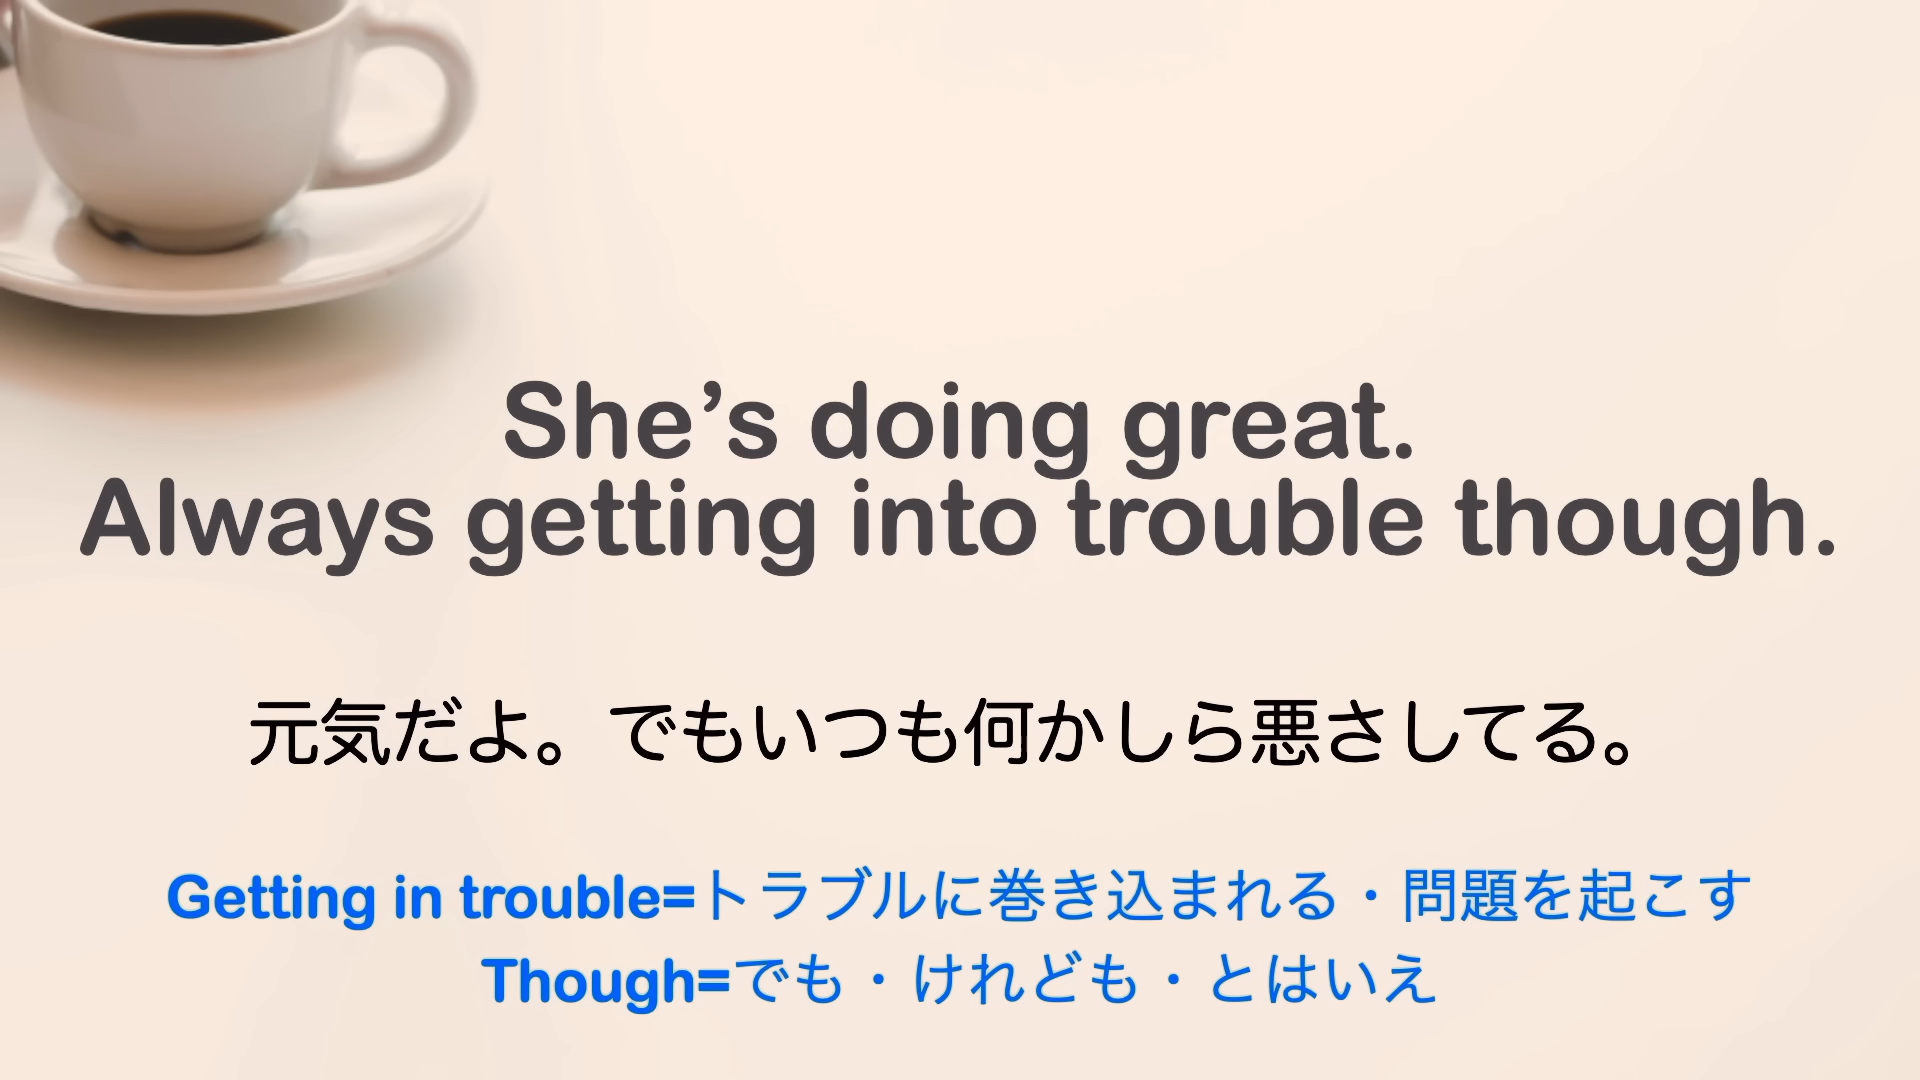 She’s doing great.
Always getting into trouble though.
元気だよ。でもいつも何かしら悪さしてる。
Getting in trouble=トラブルに巻き込まれる・問題を起こす
Though=でも・けれども・とはいえ